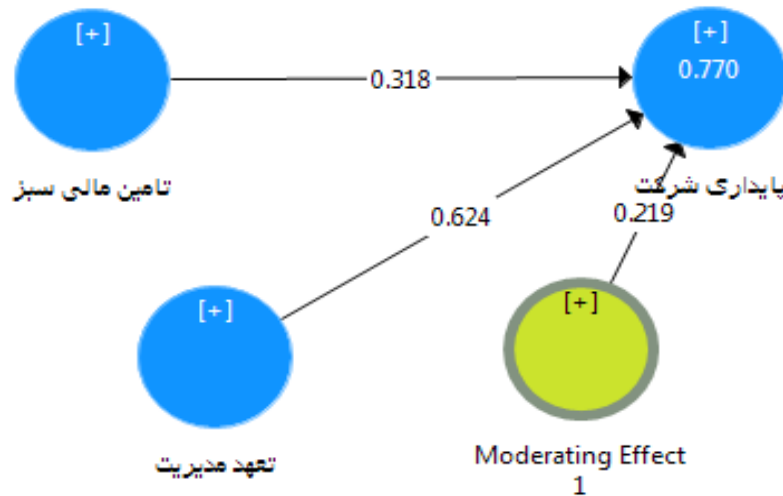 [+]
[+]
0.770
0.318
تامین مالی سبز
پایداری شرکت
0.624
0.219
[+]
[+]
تعهد مدیریت
Moderating Effect
1